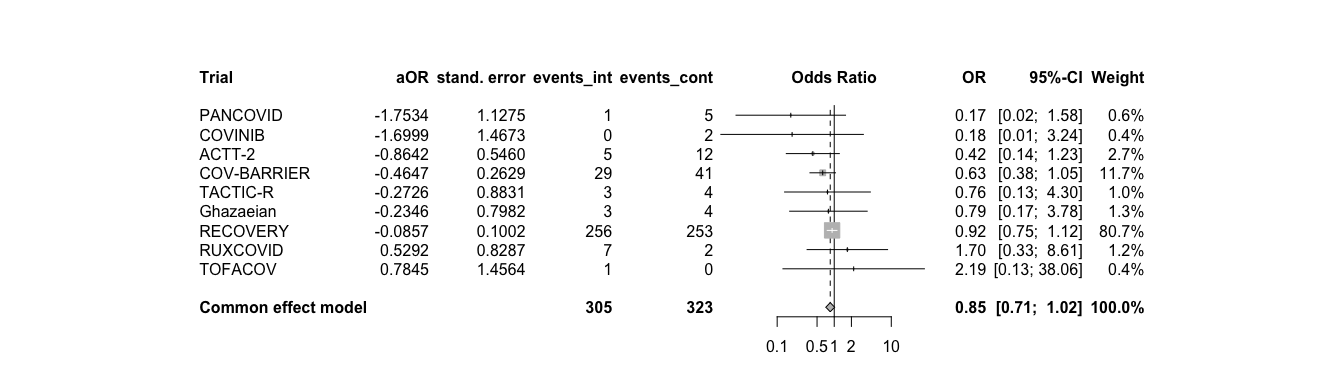 Trial aOR stand. error events_int events_cont Odds Ratio OR 95%-CI Weight
PANCOVID -1.7534 1.1275 1 5 0.17 [0.02; 1.58] 0.6%
COVINIB -1.6999 1.4673 0 2 0.18 [0.01; 3.24] 0.4%
ACTT-2 -0.8642 0.5460 5 12 0.42 [0.14; 1.23] 2.7%
COV-BARRIER -0.4647 0.2629 29 41 0.63 [0.38; 1.05] 11.7%
TACTIC-R -0.2726 0.8831 3 4 0.76 [0.13; 4.30] 1.0%
Ghazaeian -0.2346 0.7982 3 4 0.79 [0.17; 3.78] 1.3%
RECOVERY -0.0857 0.1002 256 253 0.92 [0.75; 1.12] 80.7%
RUXCOVID 0.5292 0.8287 7 2 1.70 [0.33; 8.61] 1.2%
TOFACOV 0.7845 1.4564 1 0 2.19 [0.13; 38.06] 0.4%
Common effect model 305 323 0.85 [0.71; 1.02] 100.0%
0.1 0.5 1 2 10